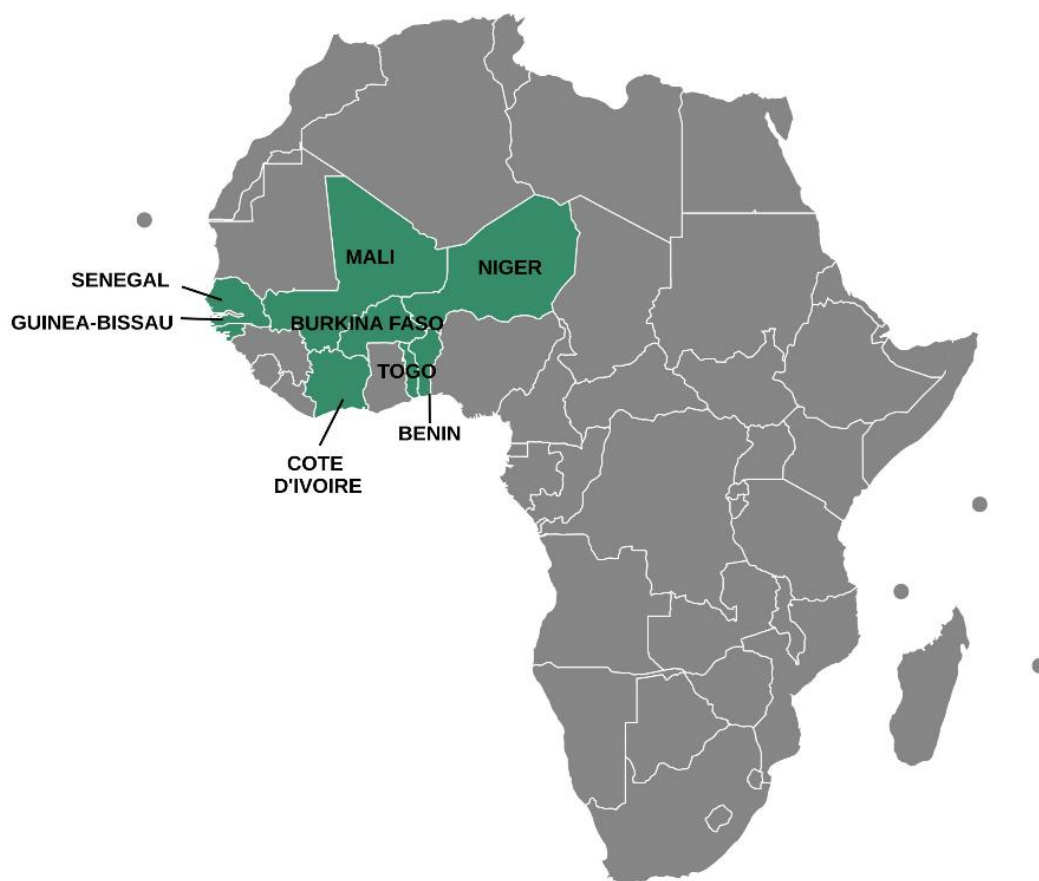 MALI
NIGER
SENEGAL
GUINEA-BISSAU
BURKINA FASO
TOGO
BENIN
COTE
D'IVOIRE